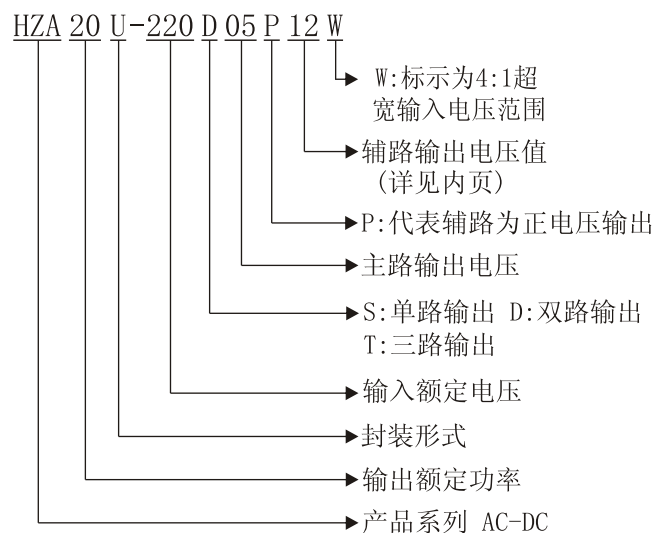 HZA 20 U-220 D 05 P 12 W
W:标示为4:1超
宽输入电压范围
辅路输出电压值
(详见内页)
P:代表辅路为正电压输出
主路输出电压
S:单路输出 D:双路输出
T:三路输出
输入额定电压
封装形式
输出额定功率
产品系列 AC-DC